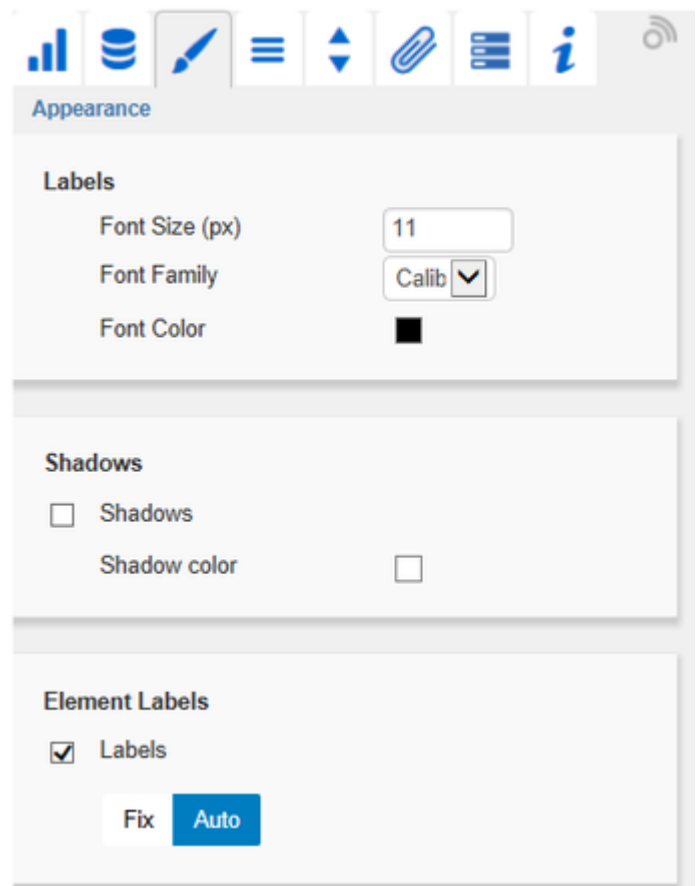 Appearance
Labels
Font Size (px) 11
Font Family Calib
Font Color
Shadows
Shadows
Shadow color
Element Labels
Labels
Fix Auto